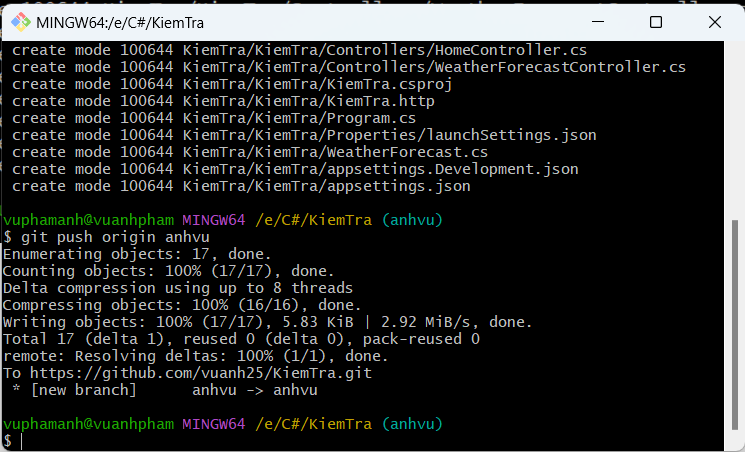 MINGW64:/e/C#/KiemTra
create mode 100644 KiemTra/KiemTra/Controllers/HomeController.cs
create mode 100644 KiemTra/KiemTra/Controllers/WeatherForecastController.cs
create mode 100644 KiemTra/KiemTra/KiemTra.csproj
create mode 100644 KiemTra/KiemTra/KiemTra.http
create mode 100644 KiemTra/KiemTra/Program.cs
create mode 100644 KiemTra/KiemTra/Properties/launchSettings.json
create mode 100644 KiemTra/KiemTra/WeatherForecast.cs
create mode 100644 KiemTra/KiemTra/appsettings.Development.json
create mode 100644 KiemTra/KiemTra/appsettings.json
vuphamanh@vuanhpham MINGW64 /e/C#/KiemTra (anhvu)
$ git push origin anhvu
Enumerating objects: 17, done.
Counting objects: 100% (17/17), done.
Delta compression using up to 8 threads
Compressing objects: 100% (16/16), done.
Writing objects: 100% (17/17), 5.83 KiB | 2.92 MiB/s, done.
Total 17 (delta 1), reused 0 (delta 0), pack-reused 0
remote: Resolving deltas: 100% (1/1), done.
To https://github.com/vuanh25/KiemTra.git
* [new branch]      anhvu -> anhvu
vuphamanh@vuanhpham MINGW64 /e/C#/KiemTra (anhvu)
$